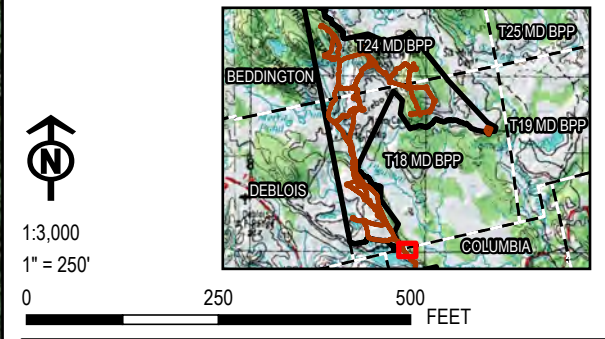 T25 MD BPP
T24 MD BPP
BEDDINGTON
T19 MD BPP
T18 MD BPP
DEBLOIS
COLUMBIA
N
1:3,000
1" = 250'
0 250 500
FEET